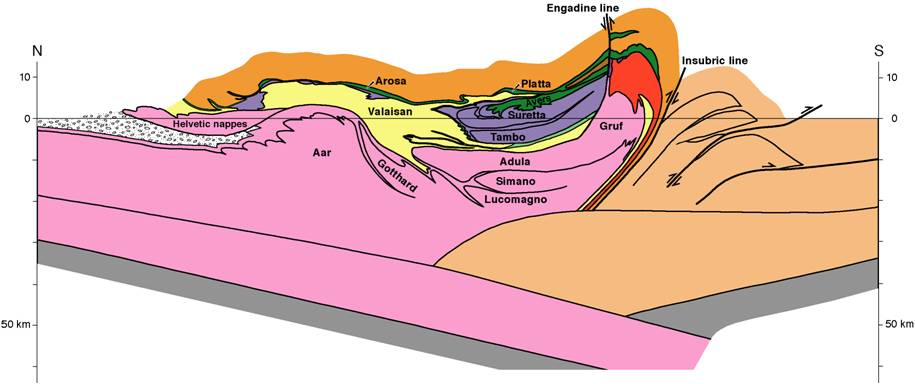 Engadine line
N
S
Insubric line
10
10
Arosa
Platta
Avers
Valaisan
Suretta
0
0
Helvetic nappes
Gruf
Tambo
Aar
Adula
Gotthard
Simano
Lucomagno
50 km
50 km